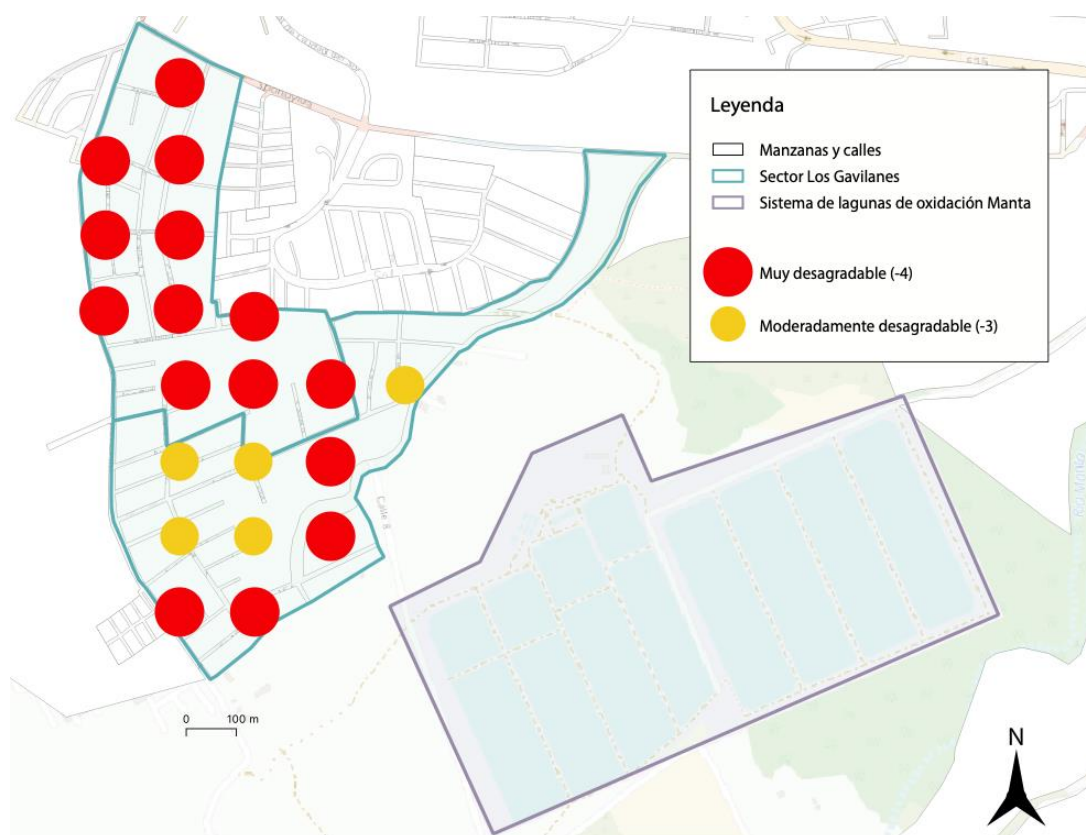 Leyenda
Manzanas y calles
Sector Los Gavilanes
Sistema de lagunas de oxidación Manta
Muy desagradable (-4)
Moderadamente desagradable (-3)
Calle 8
0 100 m
N